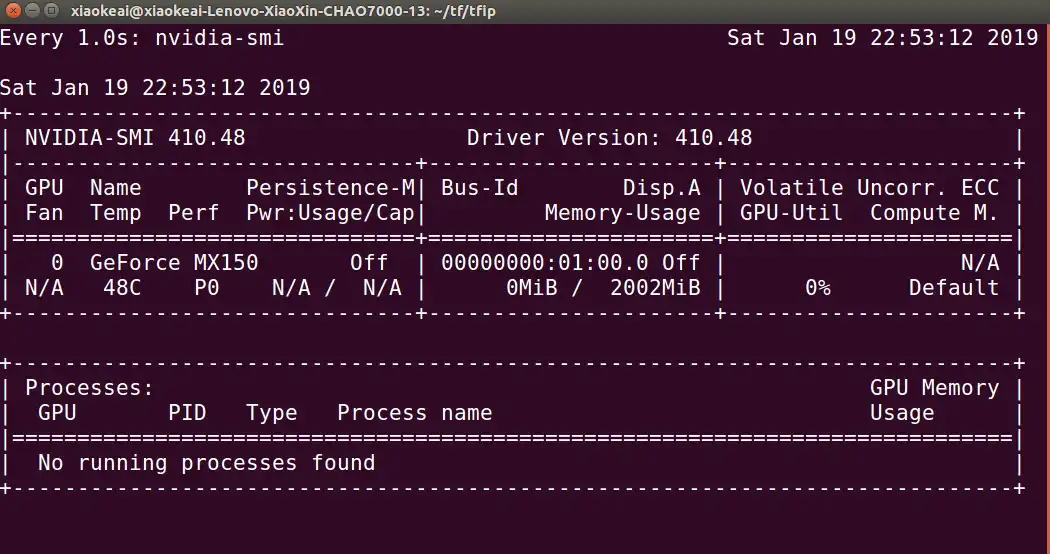 xiaokeai@xiaokeai-Lenovo-XiaoXin-CHAO7000-13: ~/tf/tfip
Every 1.0s: nvidia-smi                                  Sat Jan 19 22:53:12 2019
Sat Jan 19 22:53:12 2019
+-----------------------------------------------------------------------------+
| NVIDIA-SMI 410.48                 Driver Version: 410.48                    |
|-------------------------------+----------------------+----------------------+
| GPU  Name        Persistence-M| Bus-Id        Disp.A | Volatile Uncorr. ECC |
| Fan  Temp  Perf  Pwr:Usage/Cap|         Memory-Usage | GPU-Util  Compute M. |
|===============================+======================+======================|
|   0  GeForce MX150       Off  | 00000000:01:00.0 Off |                  N/A |
| N/A   48C    P0    N/A /  N/A |      0MiB /  2002MiB |      0%      Default |
+-------------------------------+----------------------+----------------------+
+-----------------------------------------------------------------------------+
| Processes:                                                       GPU Memory |
|  GPU       PID   Type   Process name                             Usage      |
|=============================================================================|
|  No running processes found                                                 |
+-----------------------------------------------------------------------------+